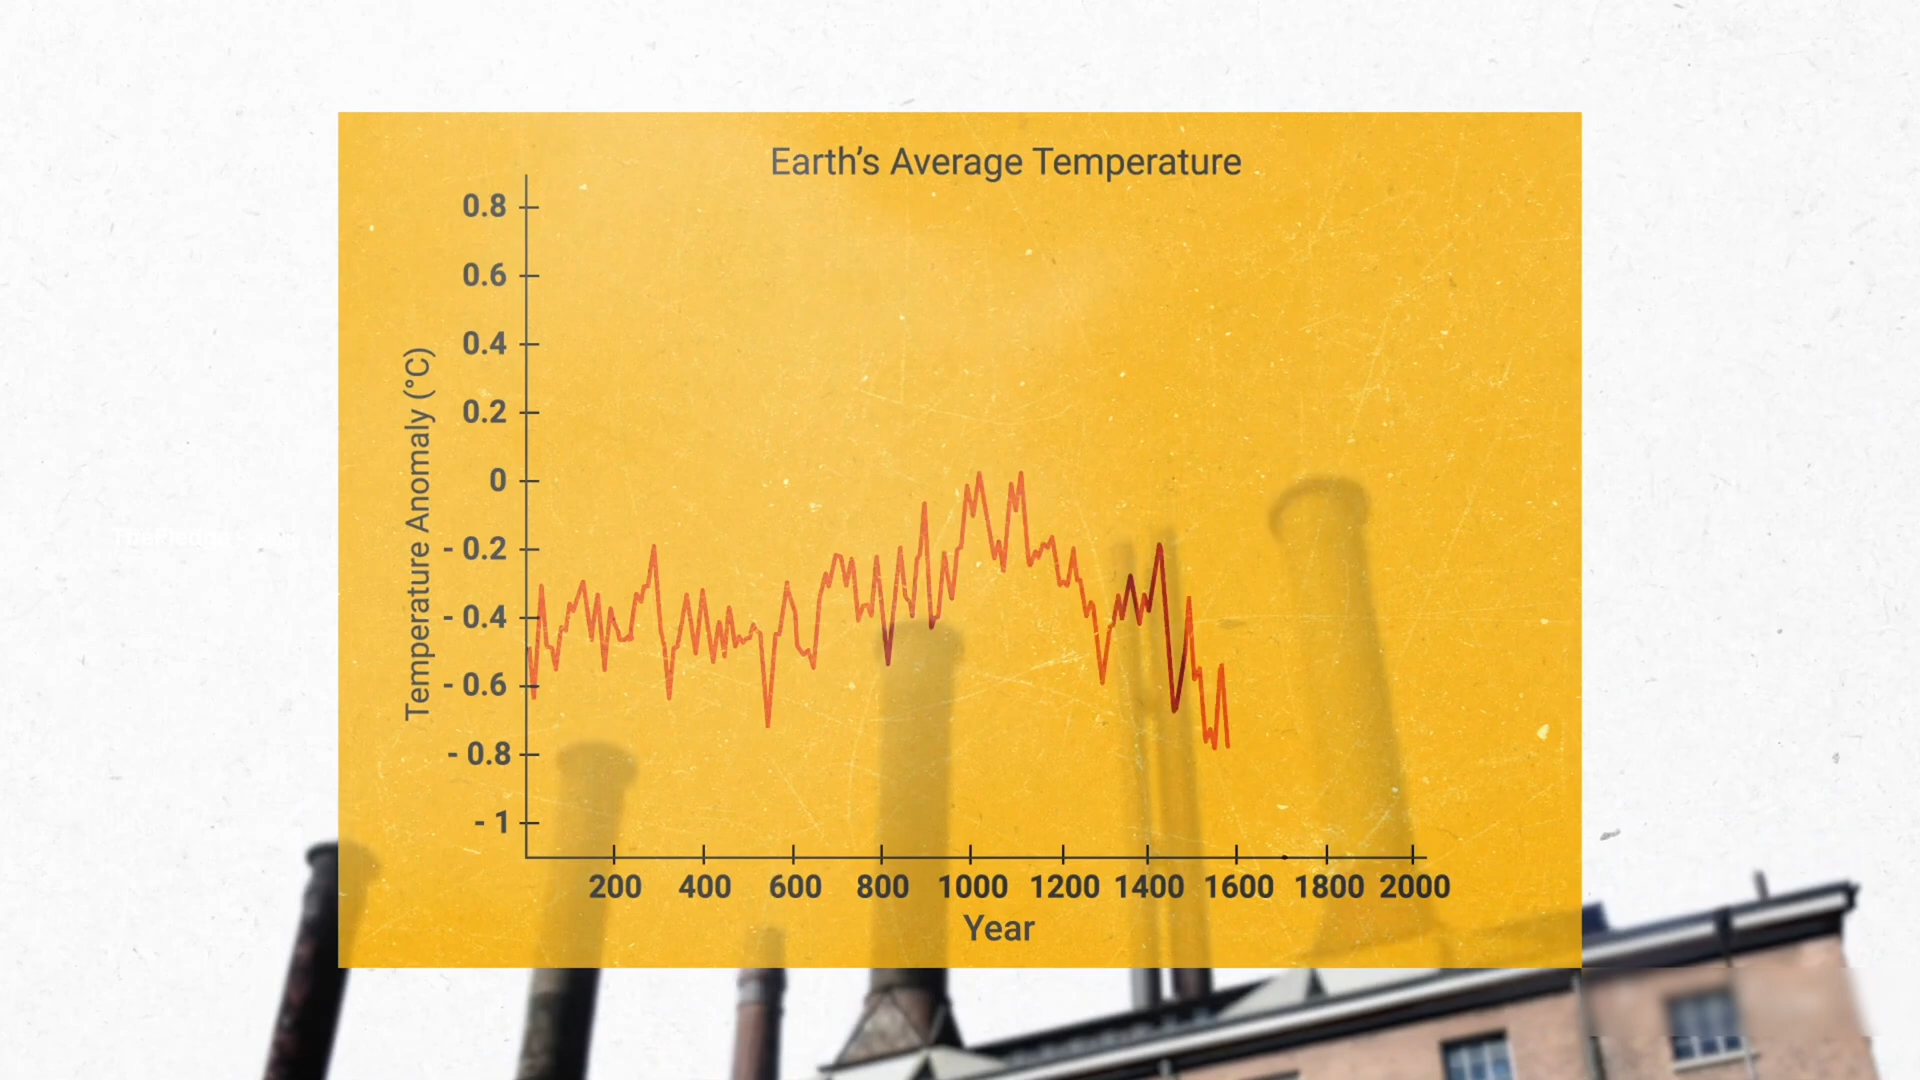 Earth's Average Temperature
0.8
0.6
0.4
0.2
0
- 0.2
- 0.4
- 0.6
- 0.8
- 1
Temperature Anomaly (°C)
200 400 600 800 1000 1200 1400 1600 1800 2000
Year